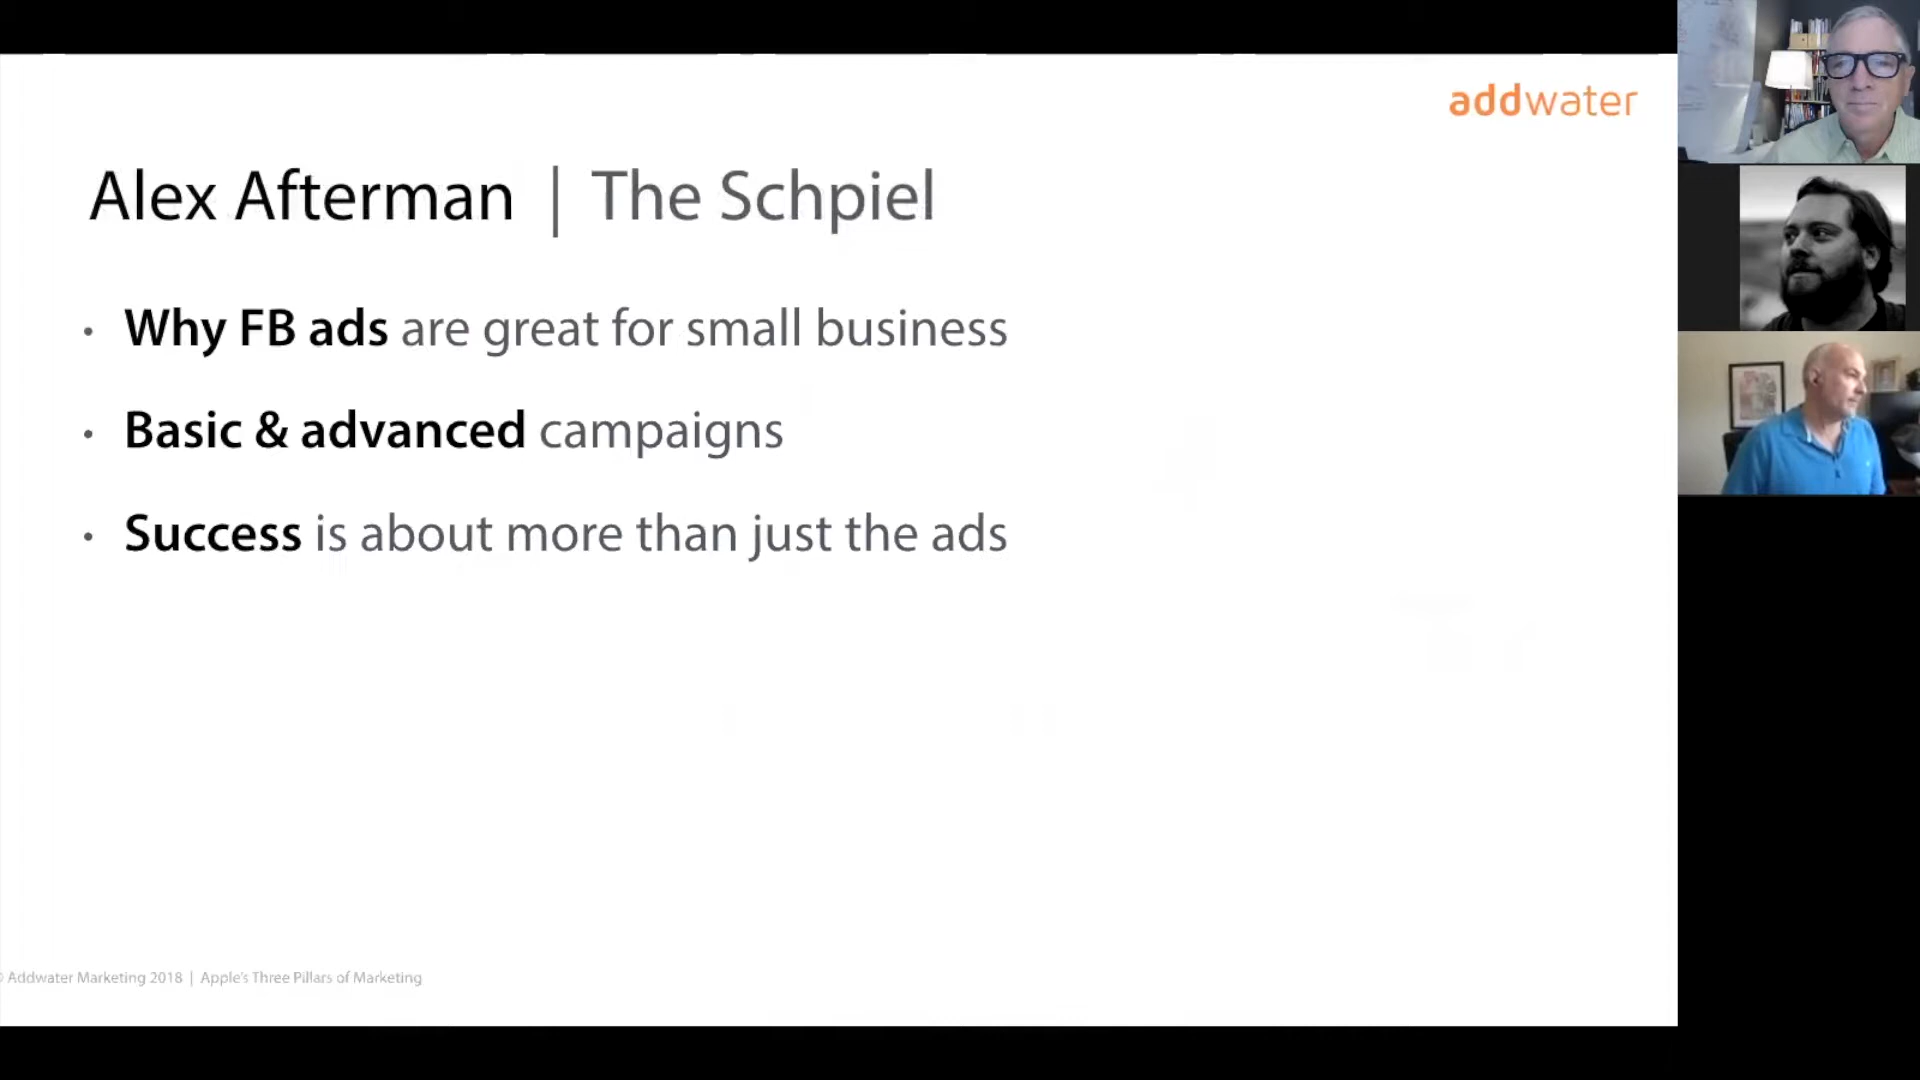 addwater
Alex Afterman | The Schpiel
• Why FB ads are great for small business
• Basic & advanced campaigns
• Success is about more than just the ads
© Addwater Marketing 2018 | Apple's Three Pillars of Marketing